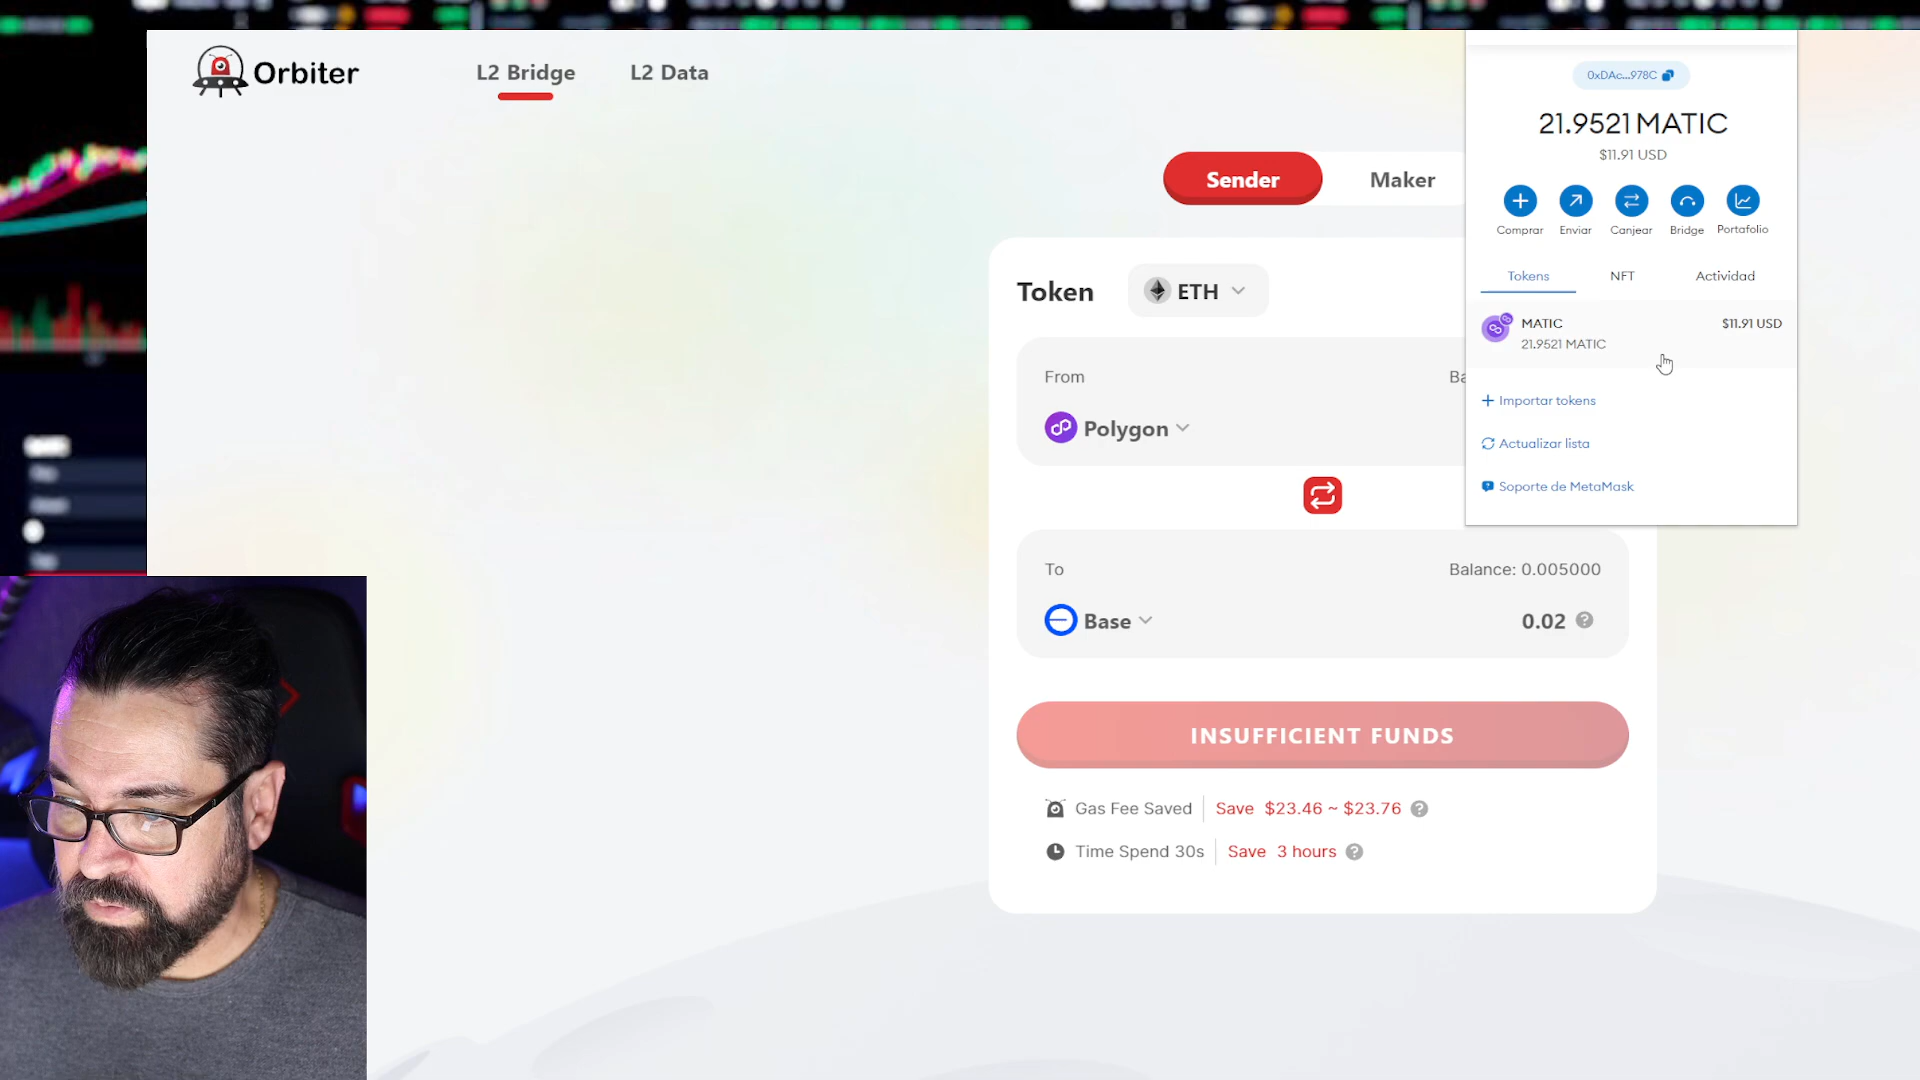 Orbiter
L2 Bridge
L2 Data
Sender
Maker
Token
ETH
From
Ba
Polygon
To
Balance: 0.005000
Base
0.02
INSUFFICIENT FUNDS
Gas Fee Saved
Save $23.46 ~ $23.76
Time Spend 30s
Save 3 hours
0xDAc...978C
21.9521 MATIC
$11.91 USD
Comprar
Enviar
Canjear
Bridge
Portafolio
Tokens
NFT
Actividad
MATIC
$11.91 USD
21.9521 MATIC
Importar tokens
Actualizar lista
Soporte de MetaMask